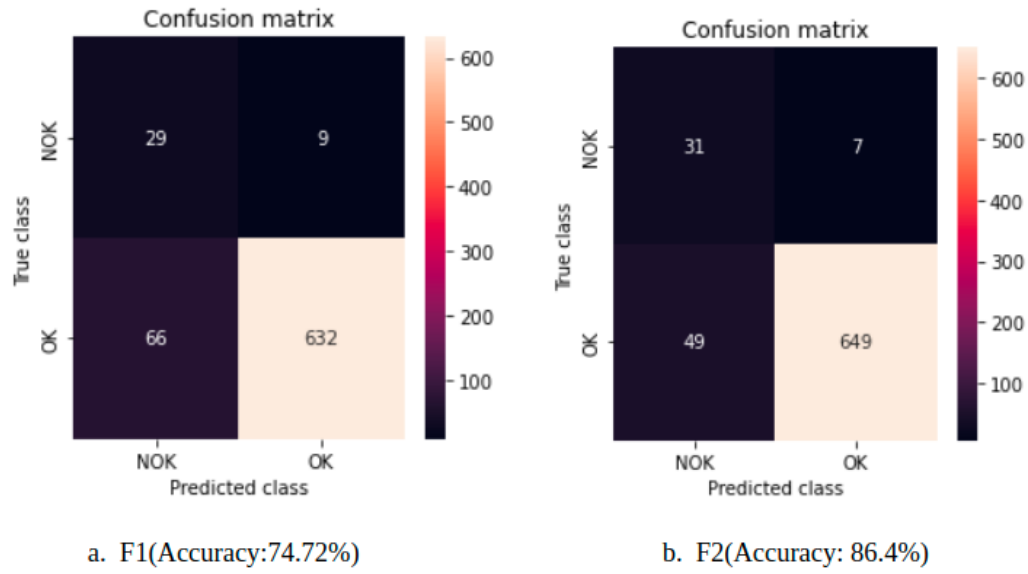 Confusion matrix
NOK
OK
True class
29
9
66
632
NOK
OK
Predicted class
600
500
400
300
200
100
a. F1(Accuracy:74.72%)
Confusion matrix
NOK
OK
True class
31
7
49
649
NOK
OK
Predicted class
600
500
400
300
200
100
b. F2(Accuracy: 86.4%)